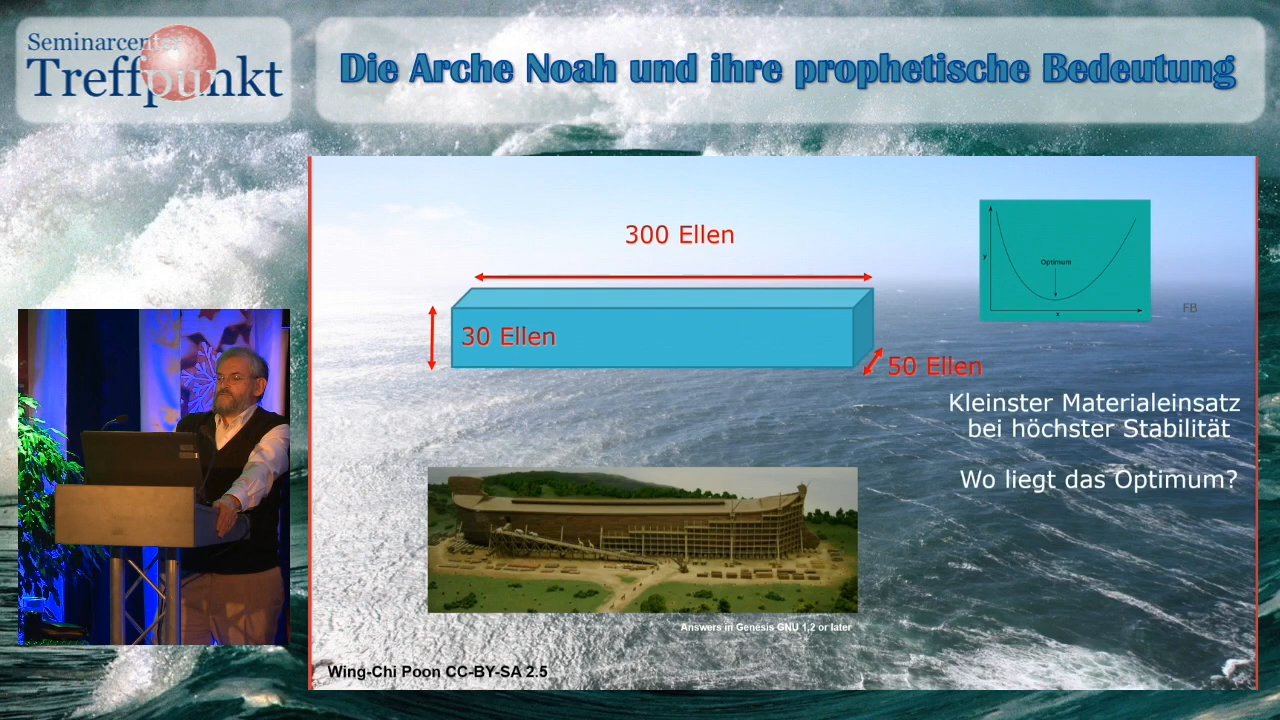 Seminarcenter
Treffpunkt
Die Arche Noah und ihre prophetische Bedeutung
300 Ellen
30 Ellen
50 Ellen
y
Optimum
x
FB
Kleinster Materialeinsatz
bei höchster Stabilität
Wo liegt das Optimum?
Answers in Genesis GNU 1,2 or later
Wing-Chi Poon CC-BY-SA 2.5